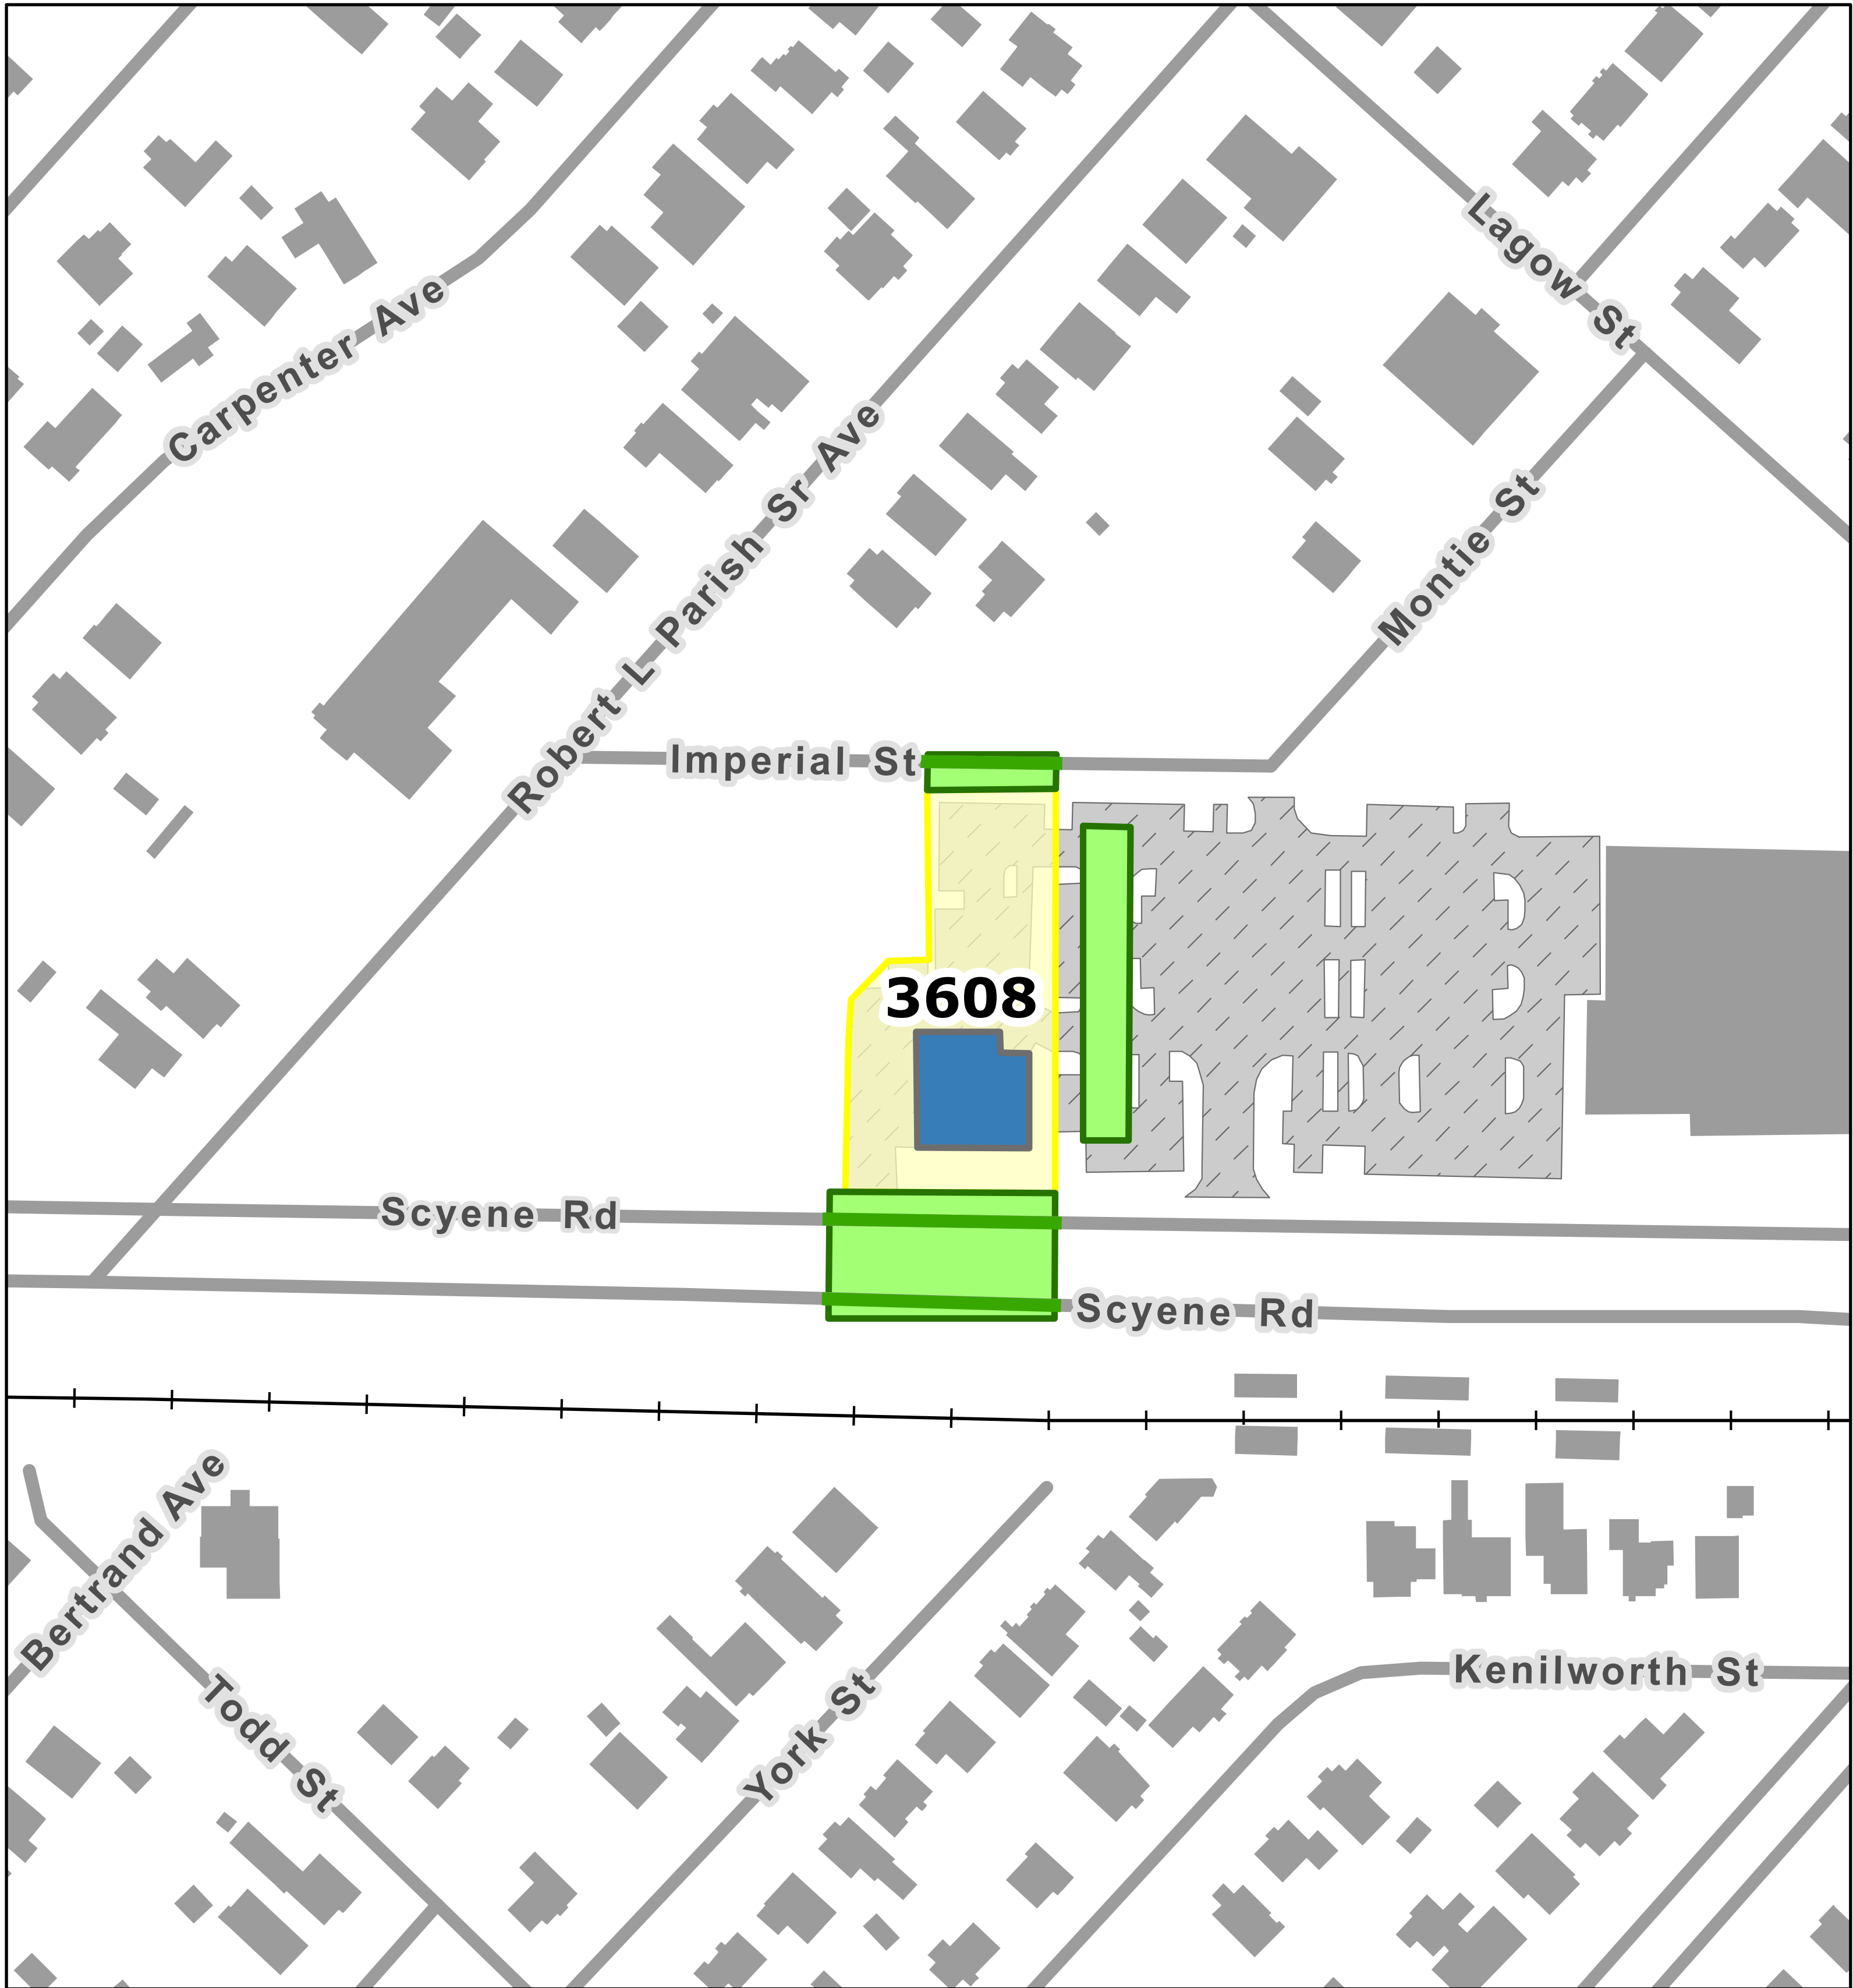 Lagow St
Carpenter Ave
Robert L Parish Sr Ave
Montie St
Imperial St
3608
Scyene Rd
Scyene Rd
Bertrand Ave
Todd St
York St
Kenilworth St